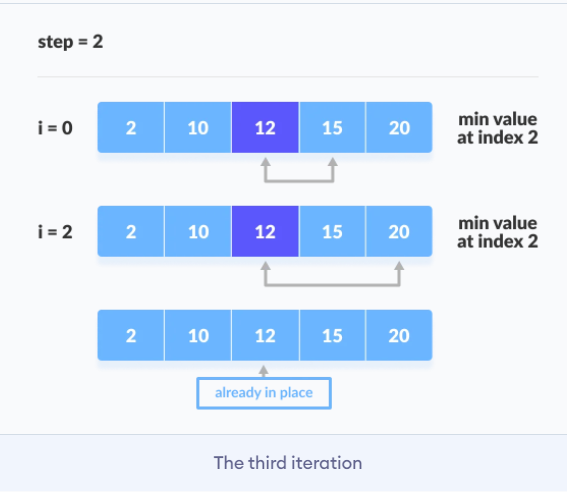 step = 2
i = 0
2 10 12 15 20
min value
at index 2
i = 2
2 10 12 15 20
min value
at index 2
2 10 12 15 20
already in place
The third iteration